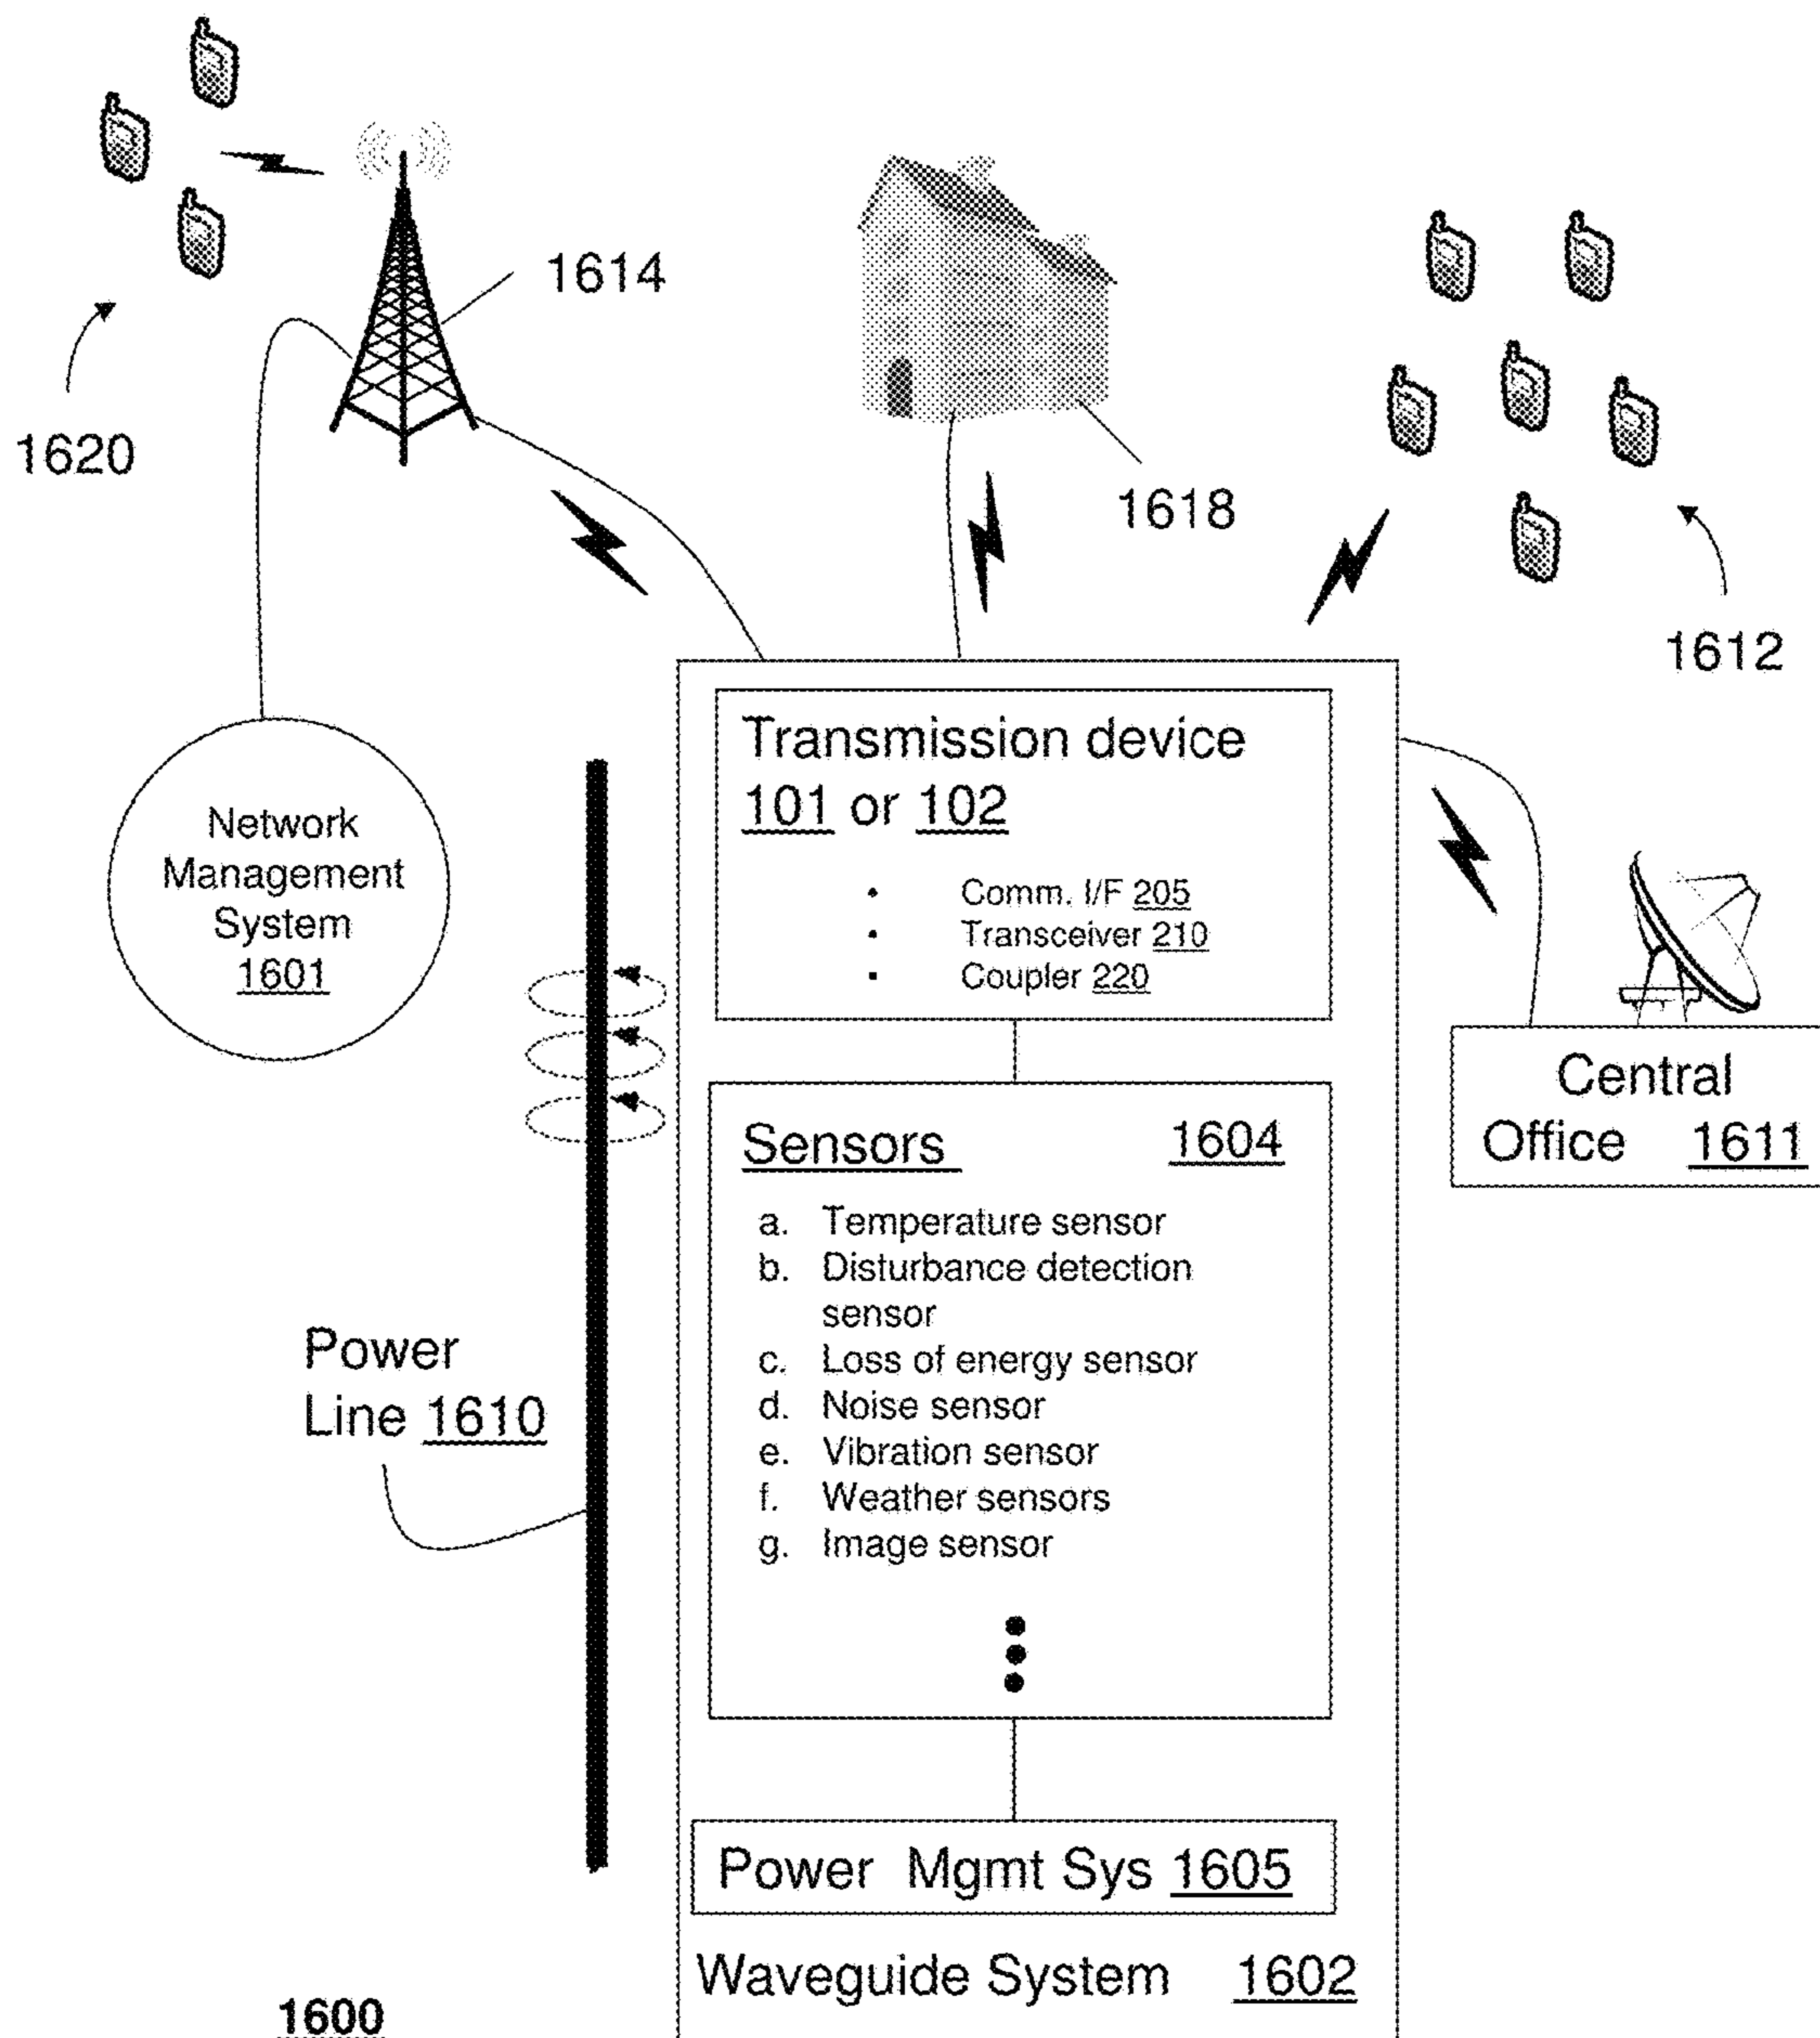 1614
1620
1618
1612
Network
Management
System
1601
Transmission device
101 or 102
• Comm. I/F 205
• Transceiver 210
• Coupler 220
Central
Office 1611
Sensors 1604
a. Temperature sensor
b. Disturbance detection
sensor
c. Loss of energy sensor
d. Noise sensor
e. Vibration sensor
f. Weather sensors
g. Image sensor
Power
Line 1610
Power Mgmt Sys 1605
Waveguide System 1602
1600